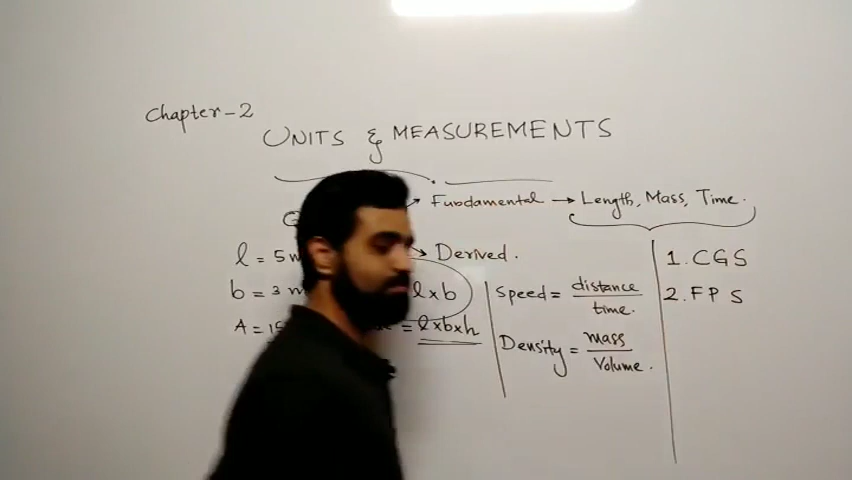 Chapter-2
UNITS & MEASUREMENTS
Fundamental → Length, Mass, Time.
Derived.
l = 5
b = 3
l×b
A = 15
= l×b×h
Speed = distance / time.
Density = mass / Volume.
1. CGS
2. F P S